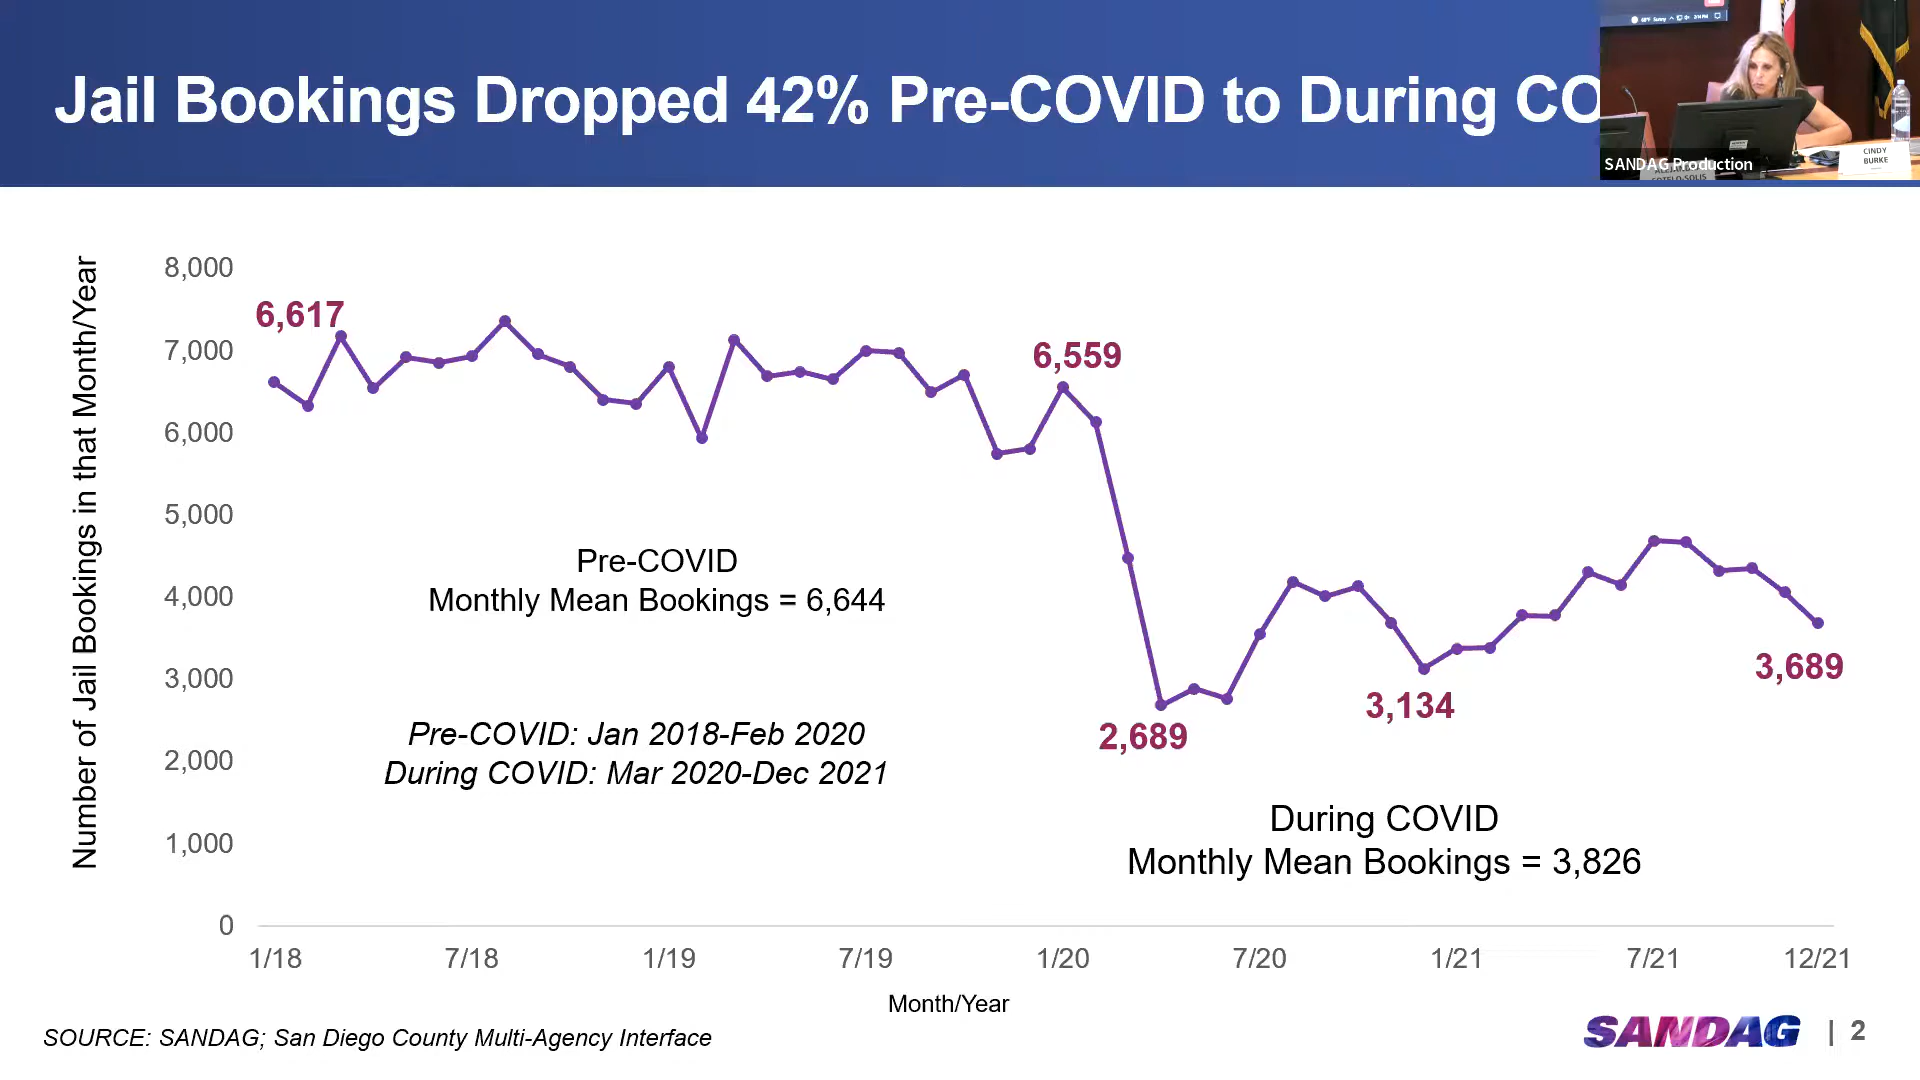 Jail Bookings Dropped 42% Pre-COVID to During CO
SANDAG Production
CINDY
BURKE
Number of Jail Bookings in that Month/Year
8,000
7,000
6,000
5,000
4,000
3,000
2,000
1,000
0
6,617
6,559
2,689
3,134
3,689
Pre-COVID
Monthly Mean Bookings = 6,644
Pre-COVID: Jan 2018-Feb 2020
During COVID: Mar 2020-Dec 2021
During COVID
Monthly Mean Bookings = 3,826
1/18
7/18
1/19
7/19
1/20
7/20
1/21
7/21
12/21
Month/Year
SOURCE: SANDAG; San Diego County Multi-Agency Interface
SANDAG
| 2